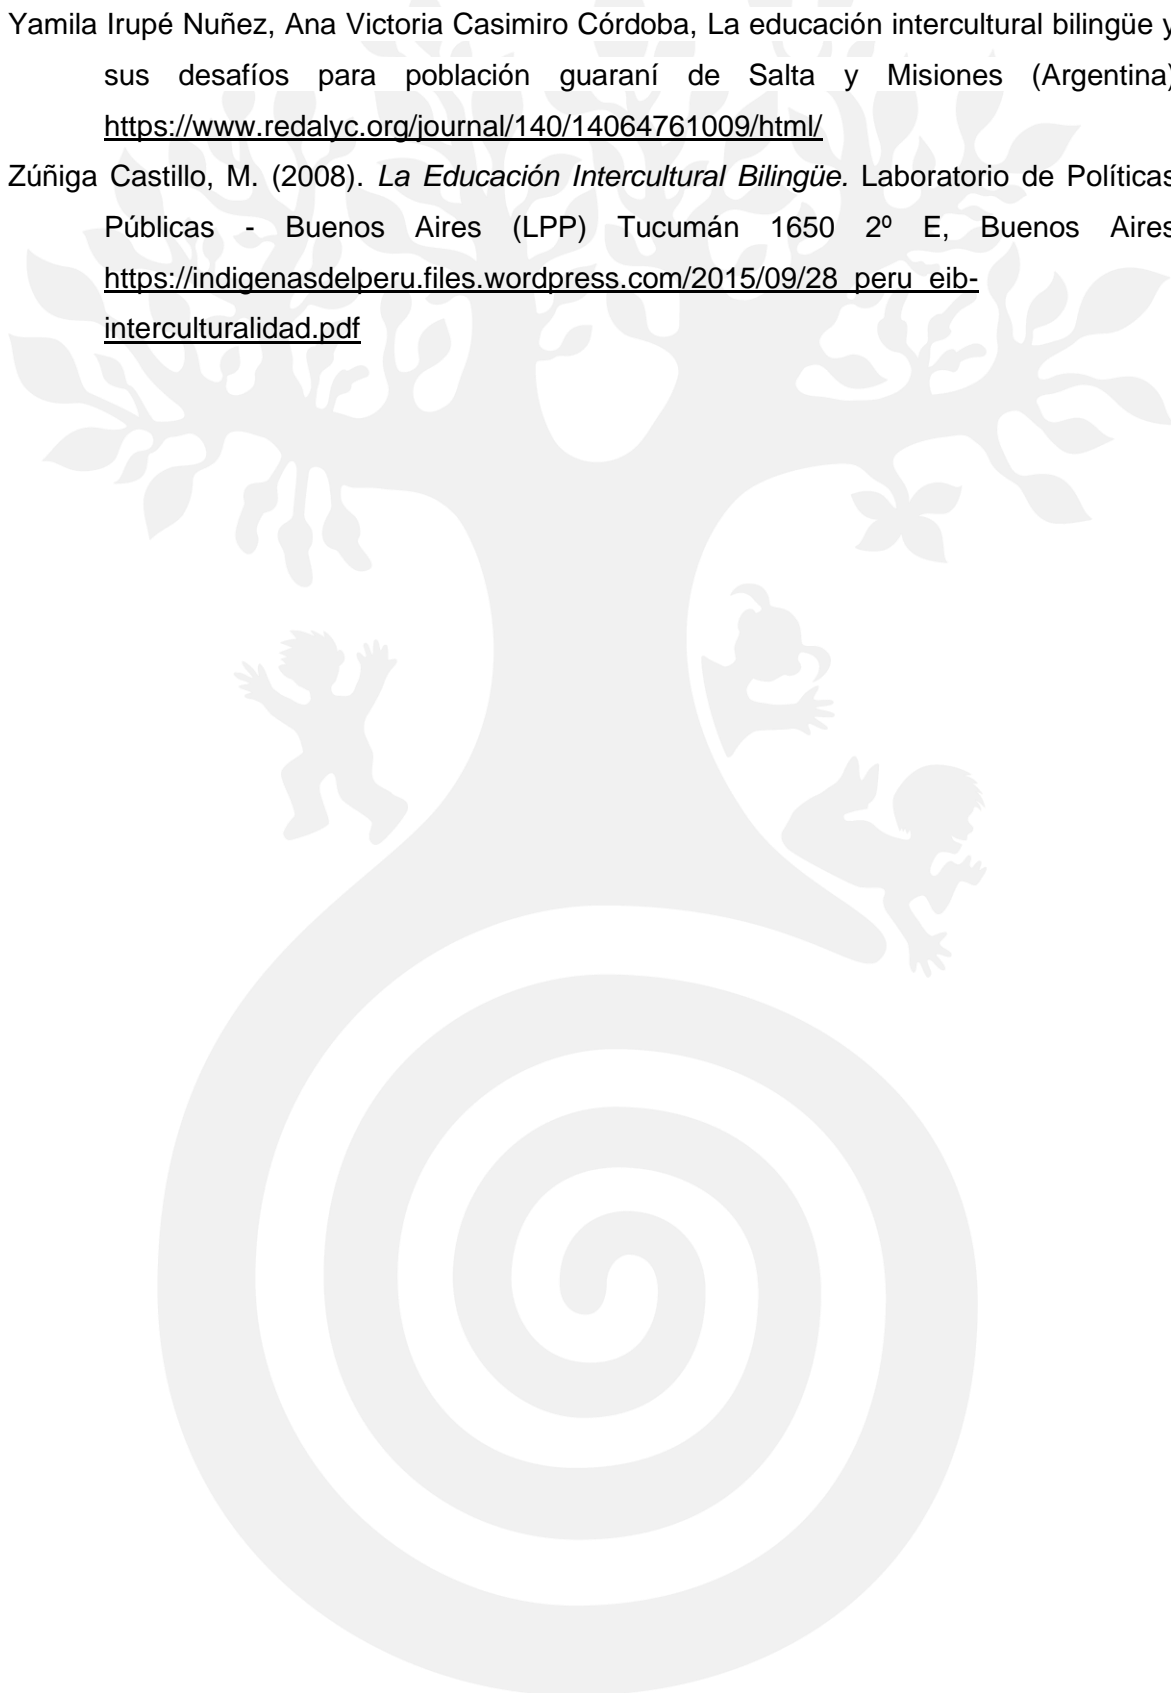 Yamila Irupé Nuñez, Ana Victoria Casimiro Córdoba, La educación intercultural bilingüe y
sus desafíos para población guaraní de Salta y Misiones (Argentina)
https://www.redalyc.org/journal/140/14064761009/html/
Zúñiga Castillo, M. (2008). La Educación Intercultural Bilingüe. Laboratorio de Políticas
Públicas - Buenos Aires (LPP) Tucumán 1650 2º E, Buenos Aires
https://indigenasdelperu.files.wordpress.com/2015/09/28_peru_eib-
interculturalidad.pdf